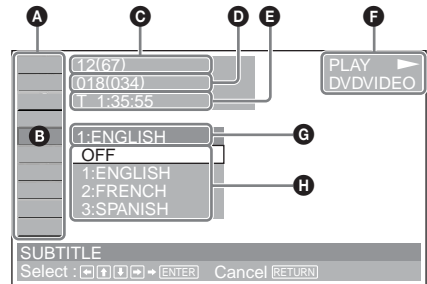 A C D E F
12(67)
018(034)
T 1:35:55
PLAY ►
DVDVIDEO
B
1:ENGLISH
G
OFF
1:ENGLISH
2:FRENCH
3:SPANISH
H
SUBTITLE
Select : ← ↑ ↓ → → ENTER Cancel RETURN